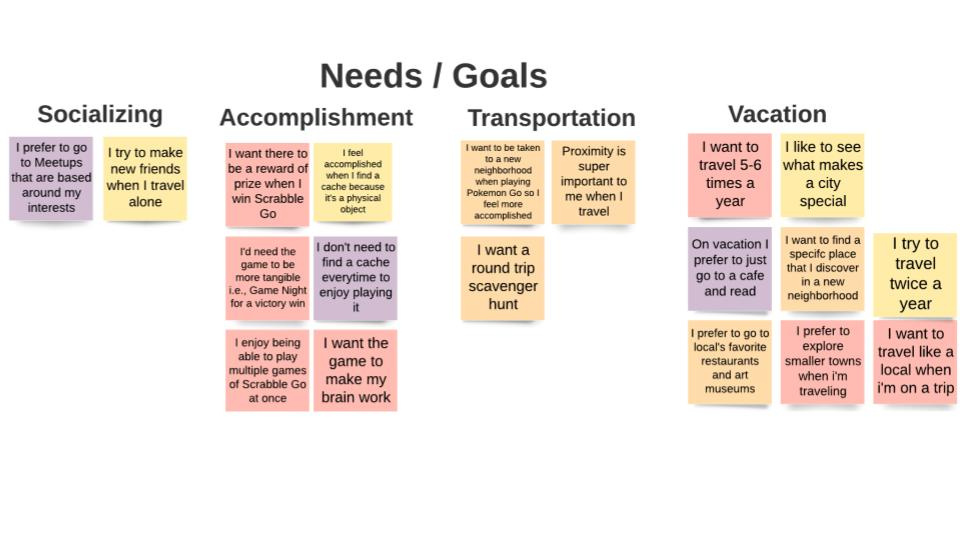 Needs / Goals
Socializing
I prefer to go
to Meetups
that are based
around my
interests
I try to make
new friends
when I travel
alone
Accomplishment
I want there to
be a reward of
prize when I
win Scrabble
Go
I feel
accomplished
when I find a
cache because
it's a physical
object
I'd need the
game to be
more tangible
i.e., Game Night
for a victory win
I don't need to
find a cache
everytime to
enjoy playing
it
I enjoy being
able to play
multiple games
of Scrabble Go
at once
I want the
game to
make my
brain work
Transportation
I want to be taken
to a new
neighborhood
when playing
Pokemon Go so I
feel more
accomplished
Proximity is
super
important to
me when I
travel
I want a
round trip
scavenger
hunt
Vacation
I want to
travel 5-6
times a
year
I like to see
what makes
a city
special
On vacation I
prefer to just
go to a cafe
and read
I want to find a
specifc place
that I discover
in a new
neighborhood
I try to
travel
twice a
year
I prefer to go to
local's favorite
restaurants
and art
museums
I prefer to
explore
smaller towns
when i'm
traveling
I want to
travel like a
local when
i'm on a trip